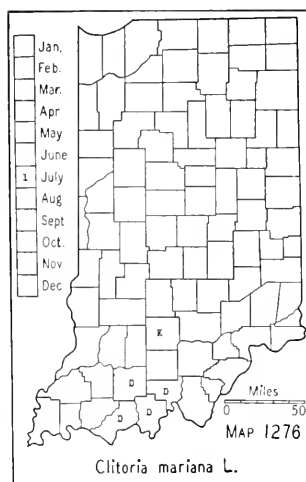 Jan.
Feb.
Mar.
Apr
May
June
1 July
Aug
Sept
Oct.
Nov
Dec
K
D
D
D
D
Miles
0 50
MAP 1276
Clitoria mariana L.